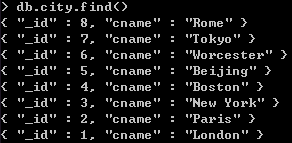 > db.city.find()
{ "_id" : 8, "cname" : "Rome" }
{ "_id" : 7, "cname" : "Tokyo" }
{ "_id" : 6, "cname" : "Worcester" }
{ "_id" : 5, "cname" : "Beijing" }
{ "_id" : 4, "cname" : "Boston" }
{ "_id" : 3, "cname" : "New York" }
{ "_id" : 2, "cname" : "Paris" }
{ "_id" : 1, "cname" : "London" }